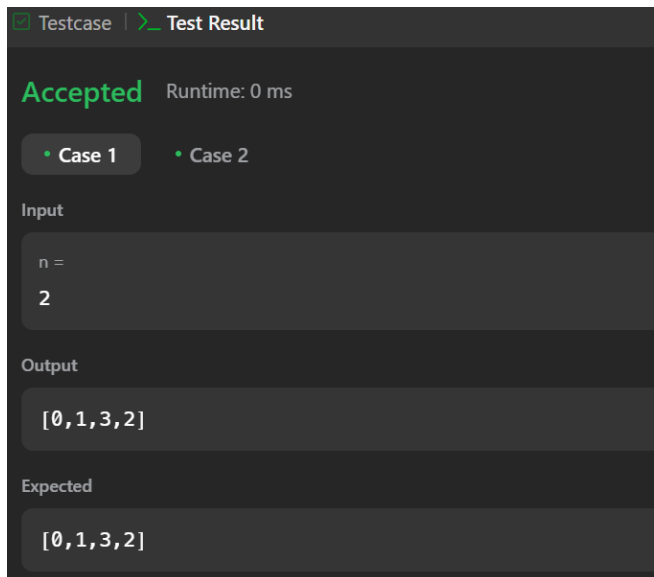 Testcase | >_ Test Result
Accepted Runtime: 0 ms
• Case 1 • Case 2
Input
n =
2
Output
[0,1,3,2]
Expected
[0,1,3,2]